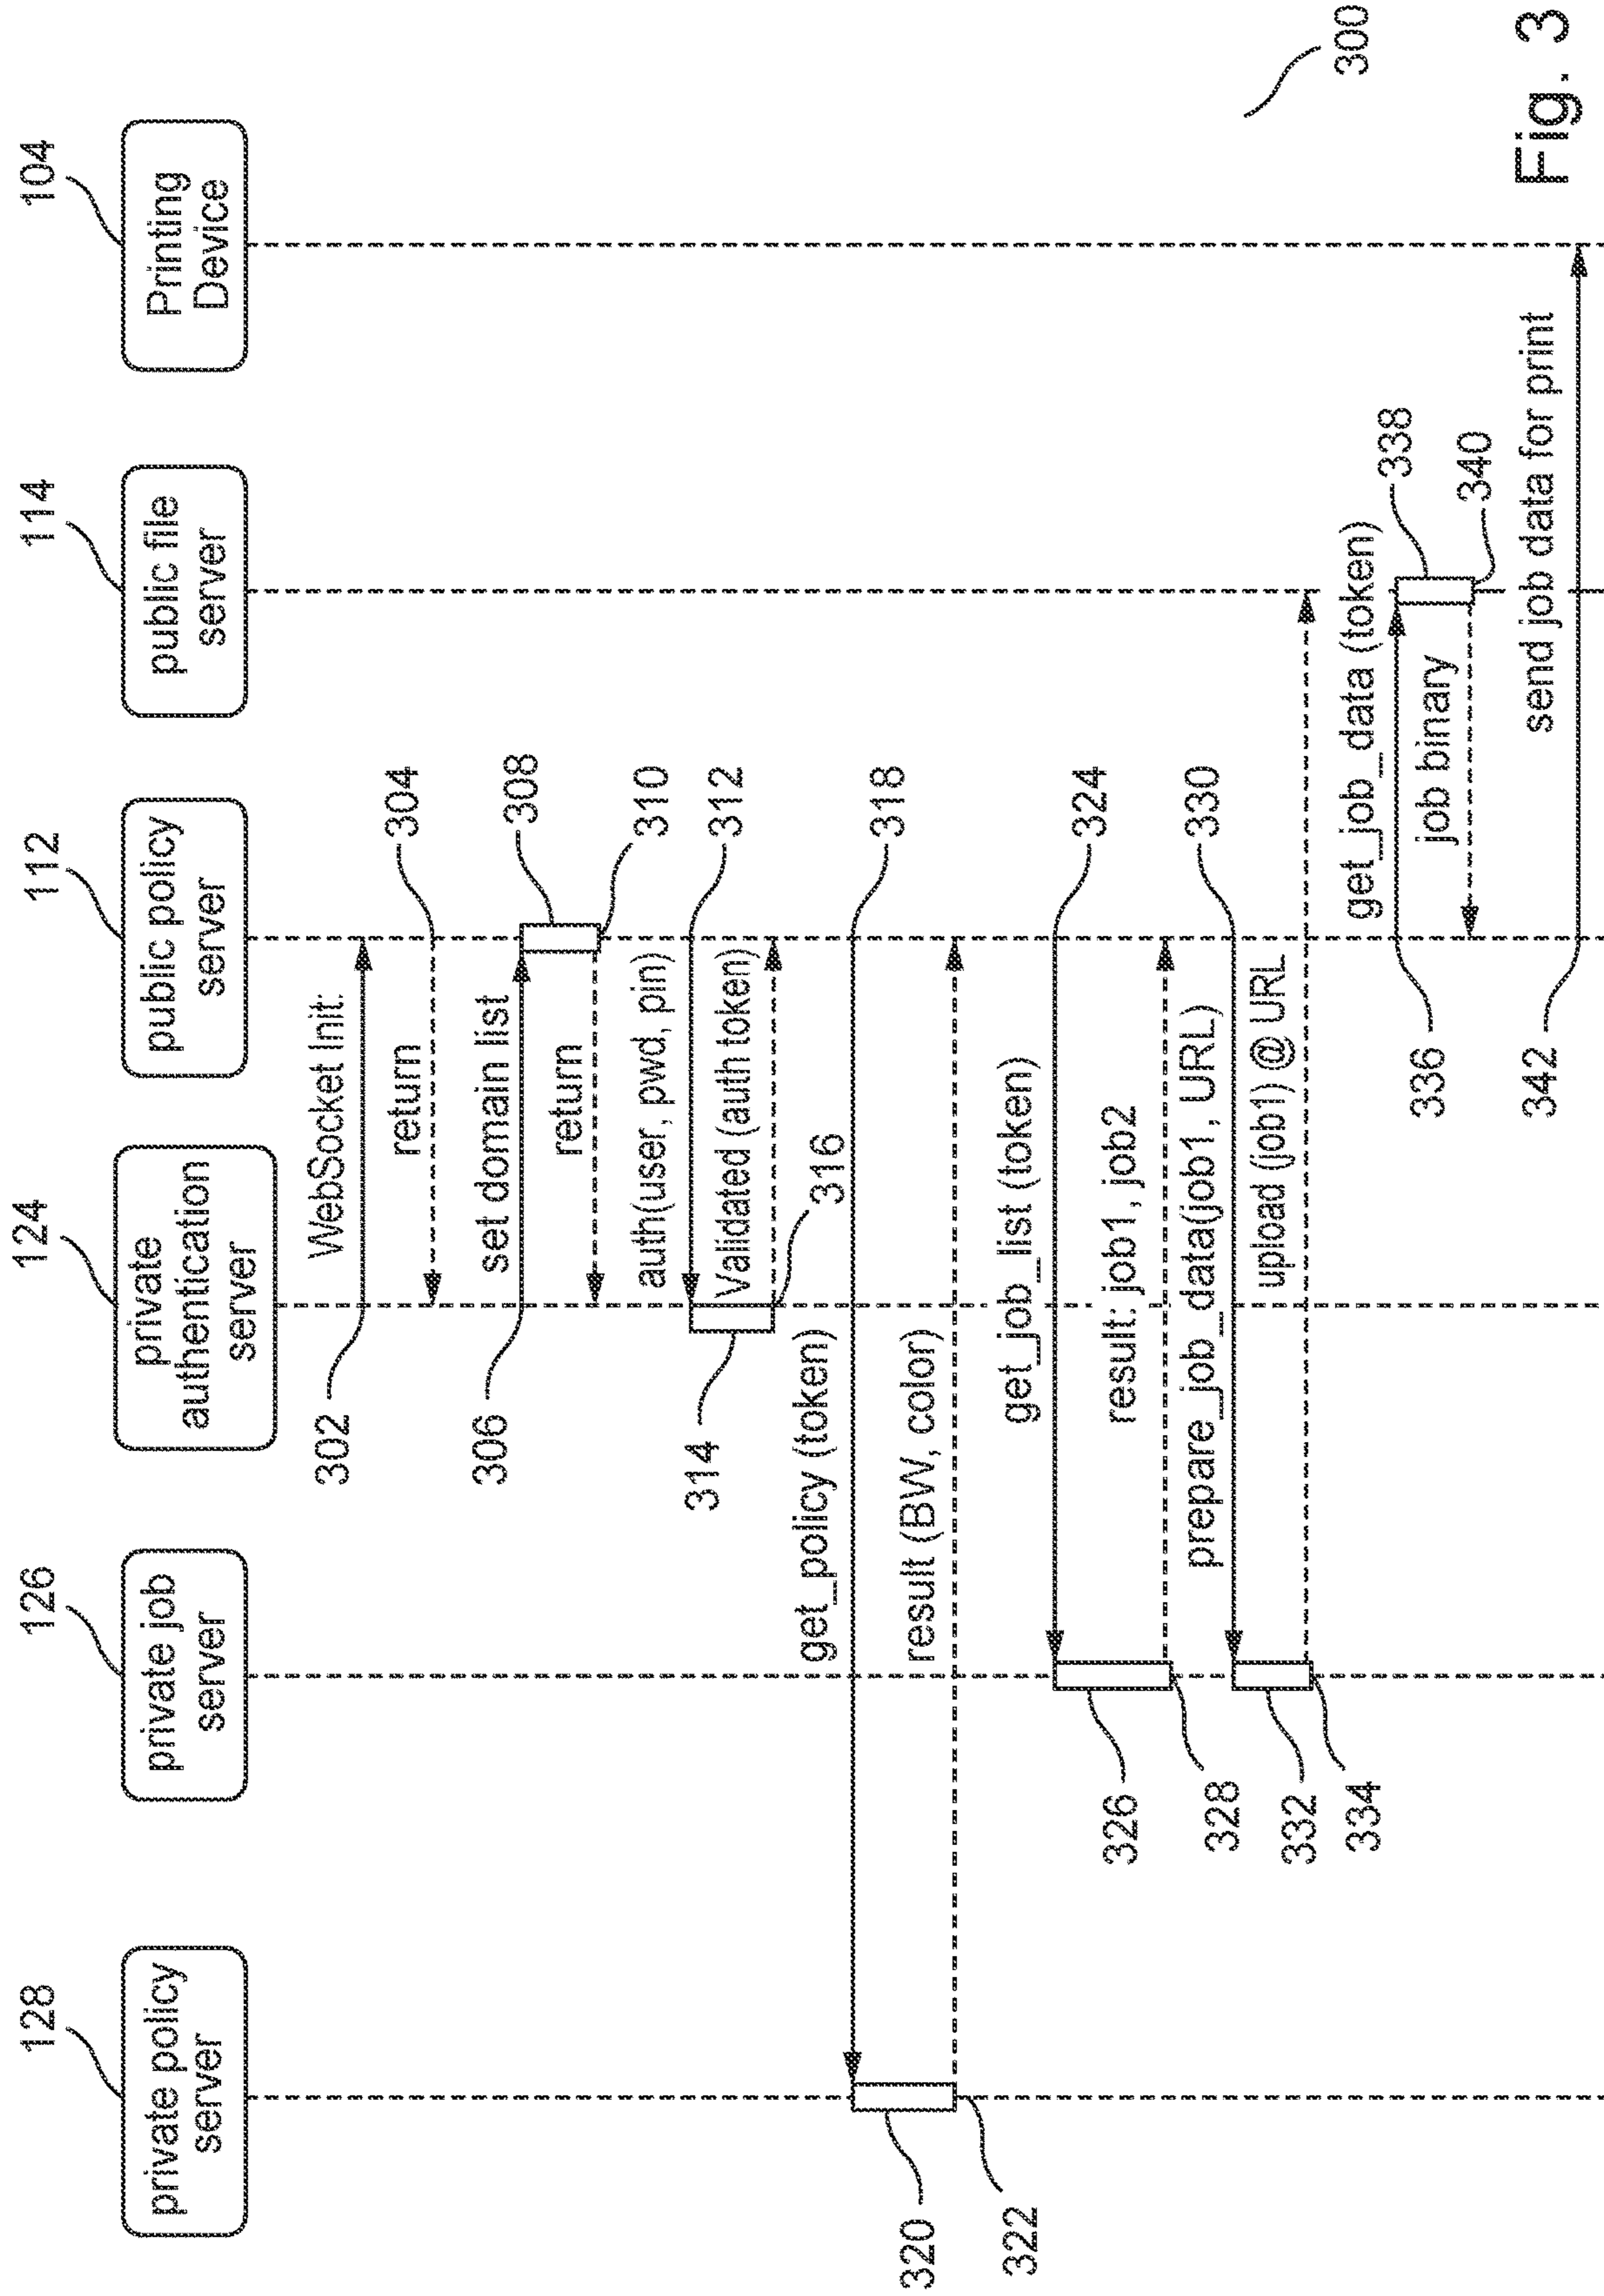 128
126
124
112
114
104
private policy
server
private job
server
private
authentication
server
public policy
server
public file
server
Printing
Device
302
WebSocket Init:
return
304
306
set domain list
308
return
310
auth(user, pwd, pin)
312
314
Validated (auth token)
316
get_policy (token)
318
320
result (BW, color)
322
get_job_list (token)
324
326
result: job1, job2
328
prepare_job_data(job1, URL)
330
332
upload (job1) @ URL
334
336
get_job_data (token)
338
job binary
340
342
send job data for print
300
Fig. 3